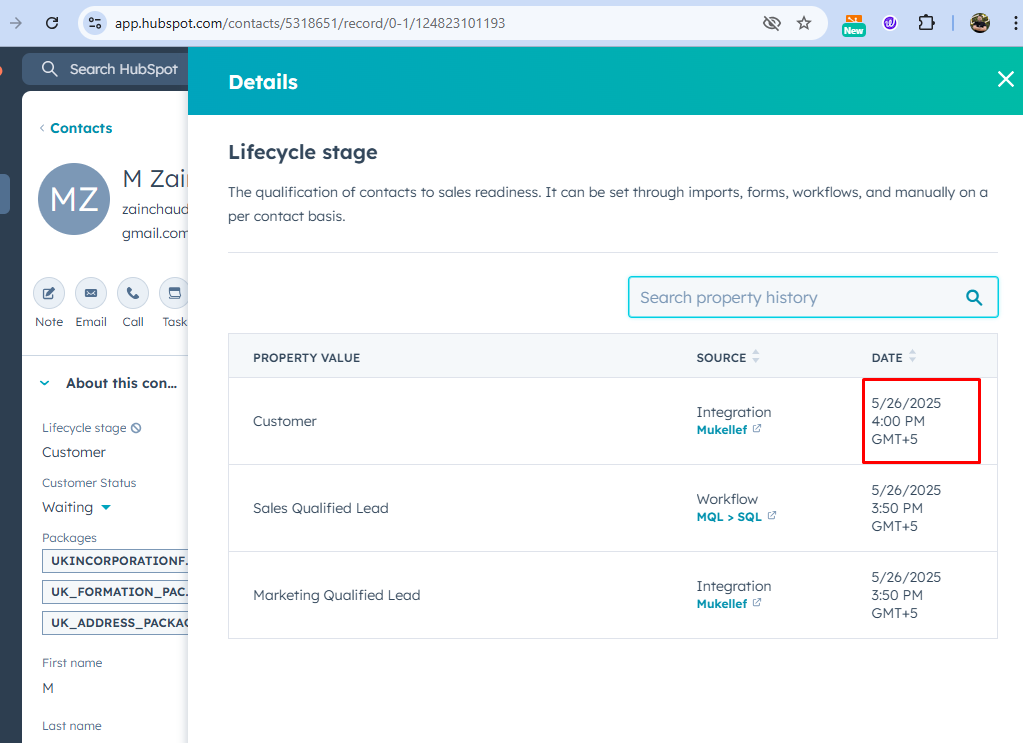 app.hubspot.com/contacts/5318651/record/0-1/124823101193
New
Search HubSpot
Details
Contacts
MZ
M Zai
zainchaud
gmail.com
Note
Email
Call
Task
About this con...
Lifecycle stage
Customer
Customer Status
Waiting
Packages
UKINCORPORATIONF.
UK_FORMATION_PAC.
UK_ADDRESS_PACKAG
First name
M
Last name
Lifecycle stage
The qualification of contacts to sales readiness. It can be set through imports, forms, workflows, and manually on a
per contact basis.
Search property history
PROPERTY VALUE SOURCE DATE
Customer
Integration
Mukellef
5/26/2025
4:00 PM
GMT+5
Sales Qualified Lead
Workflow
MQL > SQL
5/26/2025
3:50 PM
GMT+5
Marketing Qualified Lead
Integration
Mukellef
5/26/2025
3:50 PM
GMT+5